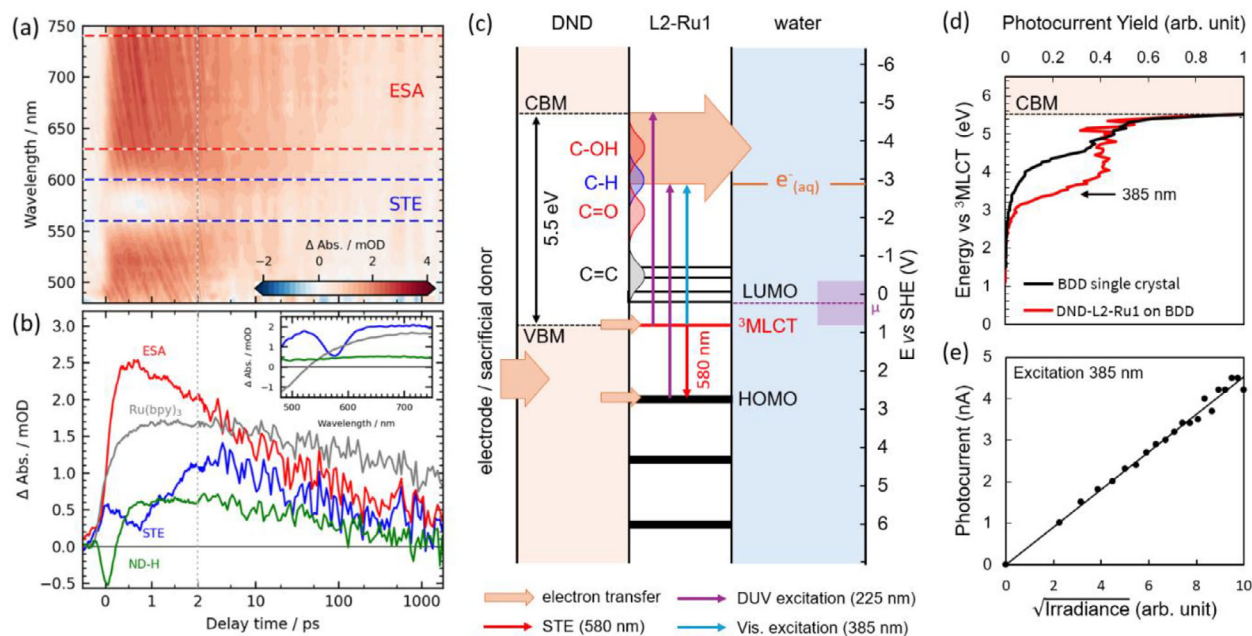 (a)
750
700
650
600
550
500
Wavelength / nm
ESA
STE
Δ Abs. / mOD
−2 0 2 4
(b)
3.0
2.5
2.0
1.5
1.0
0.5
0.0
−0.5
Δ Abs. / mOD
ESA
Ru(bpy)3
STE
ND-H
2
1
0
−1
Δ Abs. / mOD
500 600 700
Wavelength / nm
0 1 2 10 100 1000
Delay time / ps
(c)
DND L2-Ru1 water
electrode / sacrificial donor
CBM
5.5 eV
VBM
C-OH
C-H
C=O
C=C
LUMO
³MLCT
580 nm
HOMO
e⁻(aq)
μ
-6
-5
-4
-3
-2
-1
0
1
2
3
4
5
6
E vs SHE (V)
electron transfer
DUV excitation (225 nm)
STE (580 nm)
Vis. excitation (385 nm)
(d)
Photocurrent Yield (arb. unit)
0 0.2 0.4 0.6 0.8 1
CBM
5
4
3
2
1
0
Energy vs ³MLCT (eV)
385 nm
BDD single crystal
DND-L2-Ru1 on BDD
(e)
5
4
3
2
1
0
Photocurrent (nA)
Excitation 385 nm
0 2 4 6 8 10
√Irradiance (arb. unit)